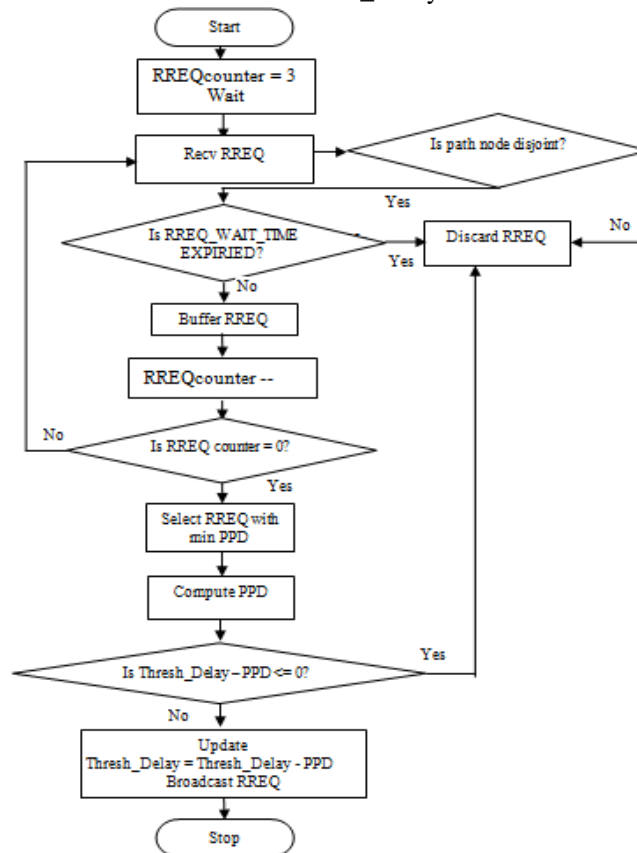 Start
RREQcounter = 3
Wait
Recv RREQ
Is path node disjoint?
Yes
Is RREQ_WAIT_TIME
EXPIRIED?
Yes
Discard RREQ
No
No
Buffer RREQ
RREQcounter --
No
Is RREQ counter = 0?
Yes
Select RREQ with
min PPD
Compute PPD
Is Thresh_Delay – PPD <= 0?
Yes
No
Update
Thresh_Delay = Thresh_Delay - PPD
Broadcast RREQ
Stop